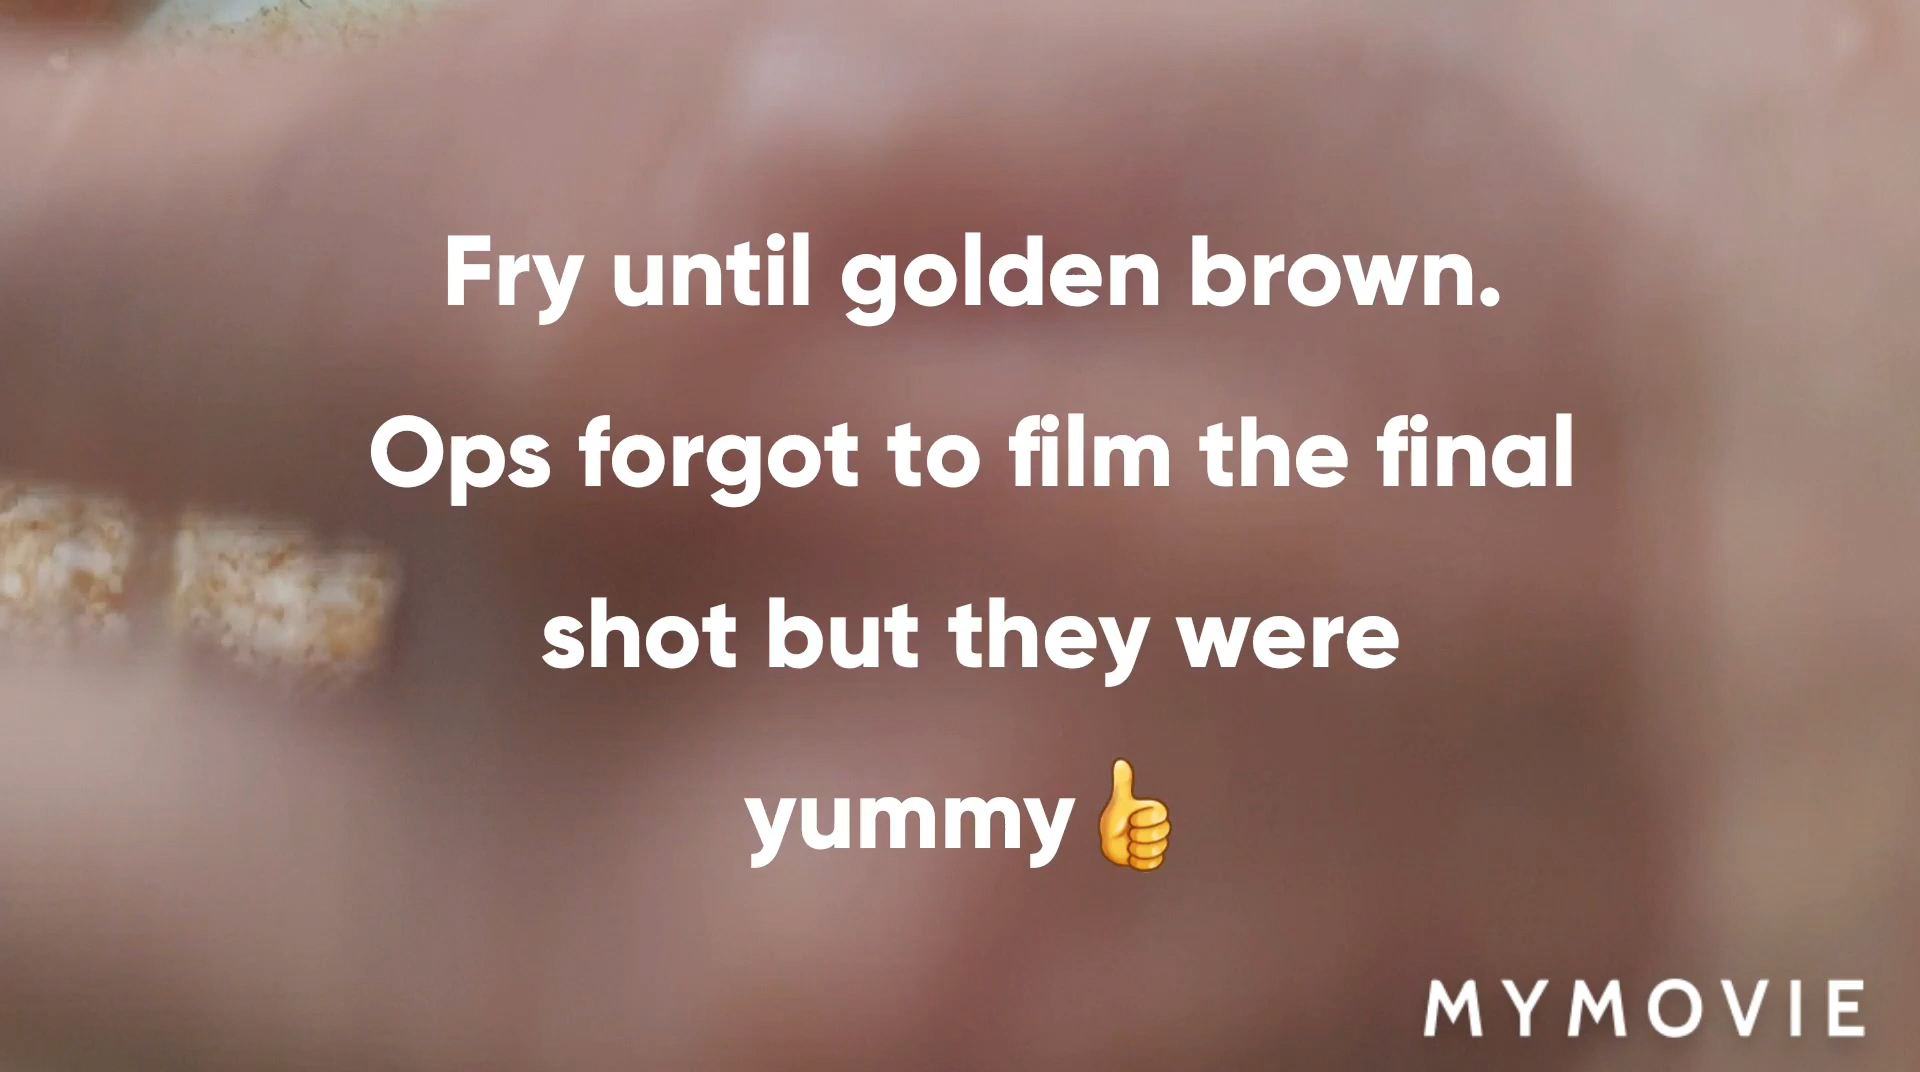 Fry until golden brown.
Ops forgot to film the final
shot but they were
yummy👍
MYMOVIE